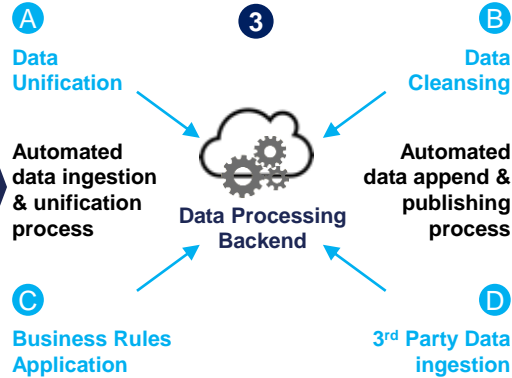 A
3
B
Data
Unification
Data
Cleansing
Automated
data ingestion
& unification
process
Data Processing
Backend
Automated
data append &
publishing
process
C
Business Rules
Application
D
3rd Party Data
ingestion